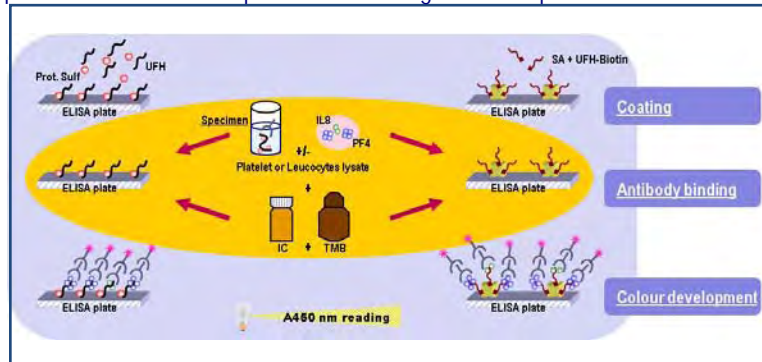 Prot. Sulf
UFH
ELISA plate
SA + UFH-Biotin
ELISA plate
Coating
Specimen
IL8
PF4
+/-
Platelet or Leucocytes lysate
+
IC + TMB
ELISA plate
ELISA plate
Antibody binding
ELISA plate
ELISA plate
Colour development
A450 nm reading